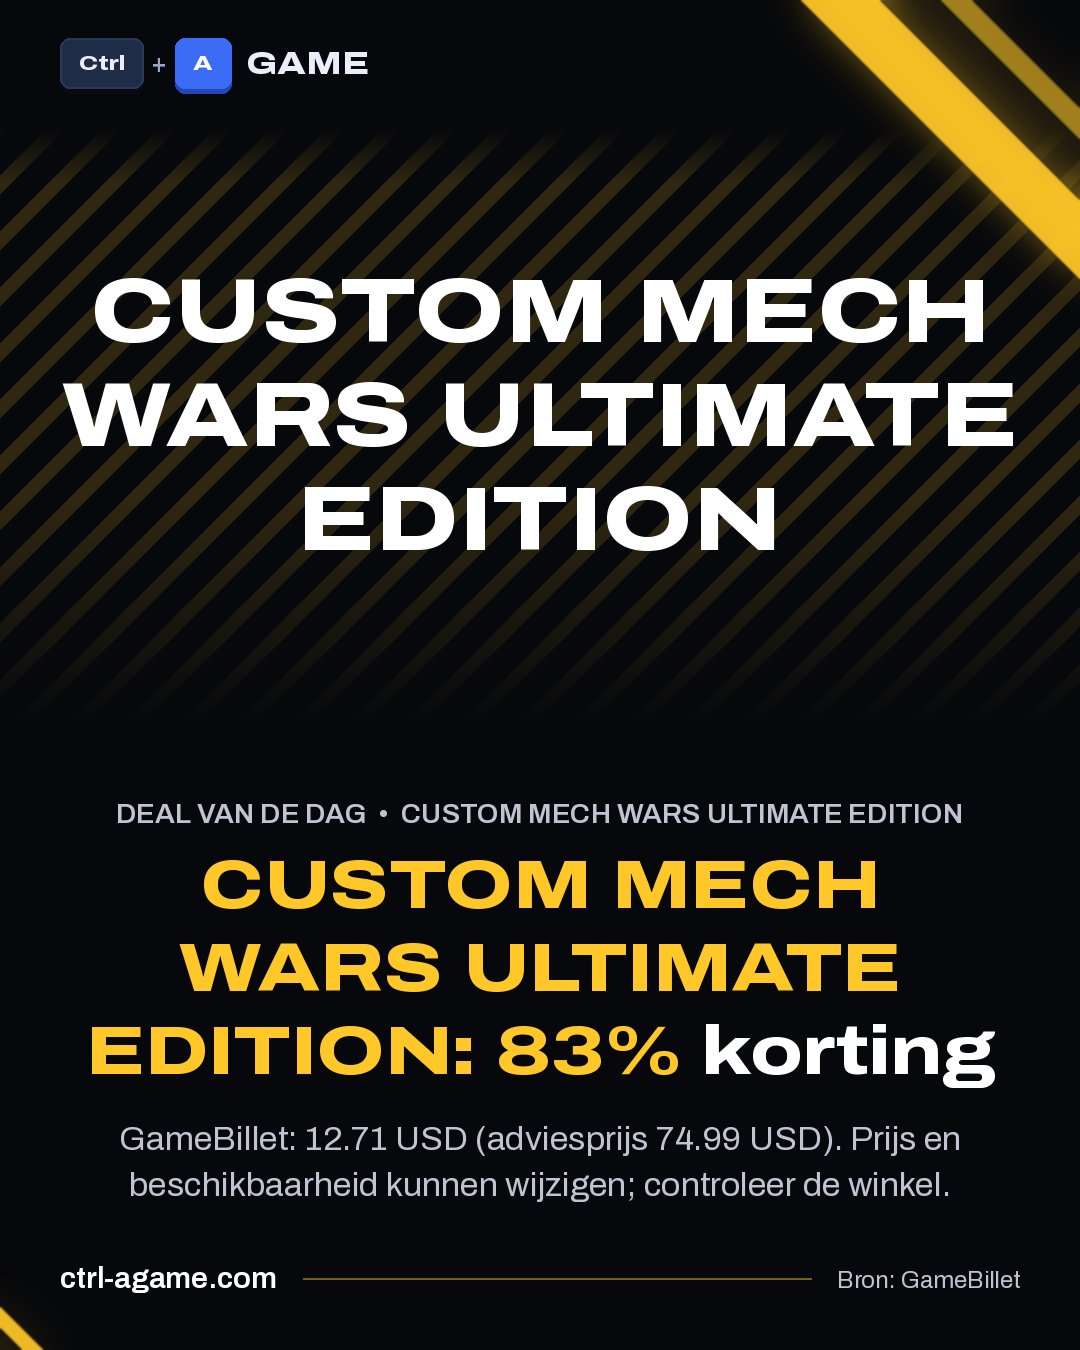 Ctrl + A GAME
CUSTOM MECH
WARS ULTIMATE
EDITION
DEAL VAN DE DAG • CUSTOM MECH WARS ULTIMATE EDITION
CUSTOM MECH
WARS ULTIMATE
EDITION: 83% korting
GameBillet: 12.71 USD (adviesprijs 74.99 USD). Prijs en
beschikbaarheid kunnen wijzigen; controleer de winkel.
ctrl-agame.com
Bron: GameBillet